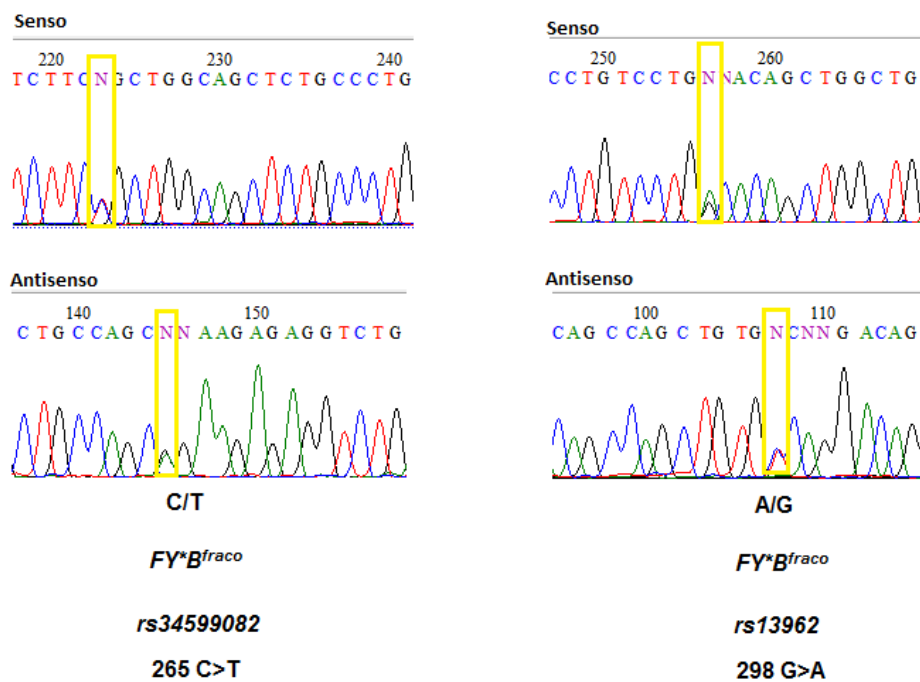 Senso
220 230 240
TCTTCNGCTGGCAGCTCTGCCCTG
Antisenso
140 150
CTGCCAGCNNAAGAGAGGTCTG
C/T
FY*Bfraco
rs34599082
265 C>T
Senso
250 260
CCTGTCCTGNNACAGCTGGCTG
Antisenso
100 110
CAGCCAGCTGTGNCNNGACAG
A/G
FY*Bfraco
rs13962
298 G>A